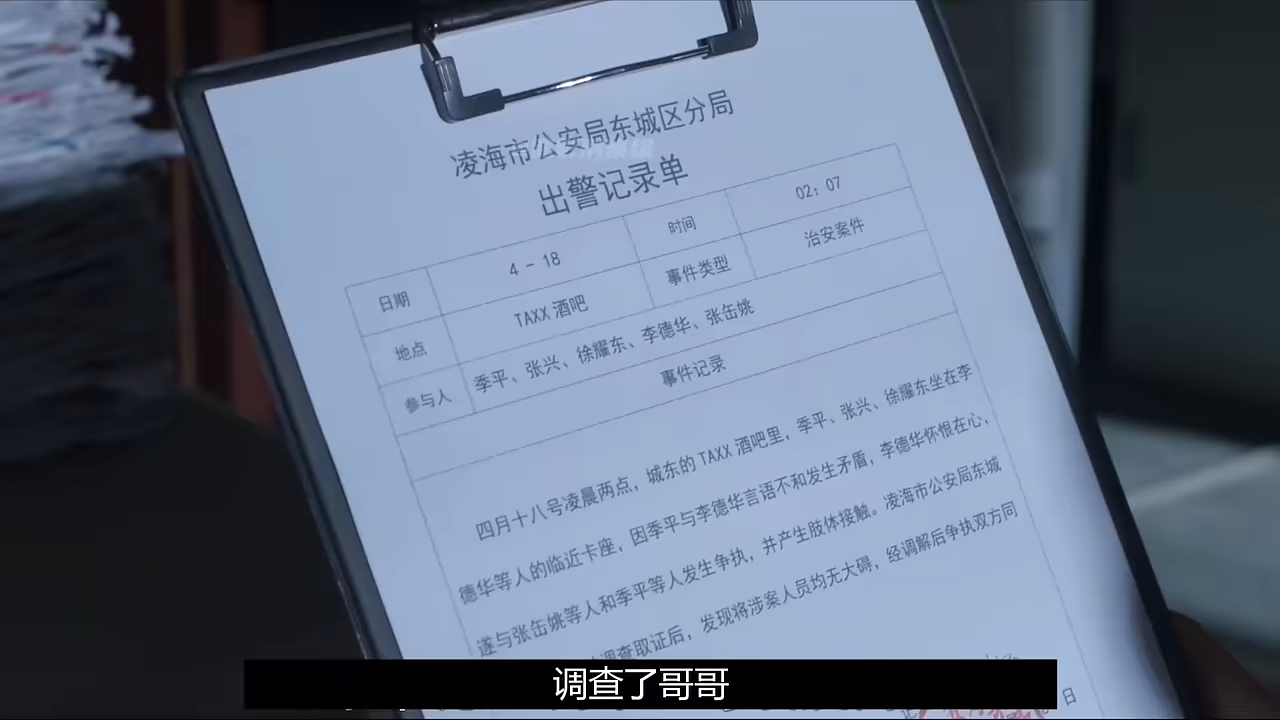 凌海市公安局东城区分局
出警记录单
日期 4-18 时间 02：07
地点 TAXX 酒吧 事件类型 治安案件
参与人 季平、张兴、徐耀东、李德华、张缶姚
事件记录
四月十八号凌晨两点，城东的 TAXX 酒吧里，季平、张兴、徐耀东坐在李
德华等人的临近卡座，因季平与李德华言语不和发生矛盾，李德华怀恨在心，
遂与张缶姚等人和季平等人发生争执，并产生肢体接触。凌海市公安局东城
调查取证后，发现将涉案人员均无大碍，经调解后争执双方同
日
调查了哥哥